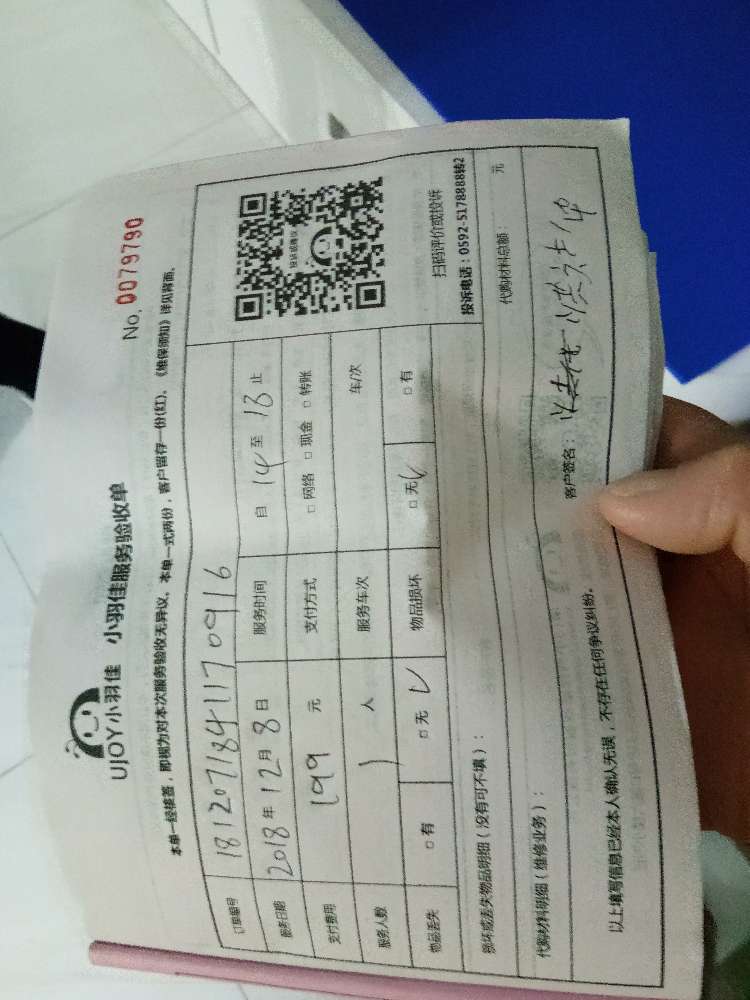 UJOY小羽佳 小羽佳服务验收单
No. 0079790
本单一经核签，即视为对本次服务验收无异议。本单一式两份，客户留存一份(红)，《维保须知》详见背面。
订单编号 181207184117 0916
服务日期 2018年12月8日 服务时间 自 14 至 18 止
支付费用 199 元 支付方式 □网络 □现金 □转账
服务人数 1 人 服务车次 车/次
物品丢失 □有 □无 √ 物品损坏 □无 √ □有
扫码评价或投诉
投诉电话：0592-5178888转2
损坏或丢失物品明细（没有可不填）：
代购材料明细（维修业务）： 代购材料总额： 元
以上填写信息已经本人确认无误，不存在任何争议纠纷。 客户签名：